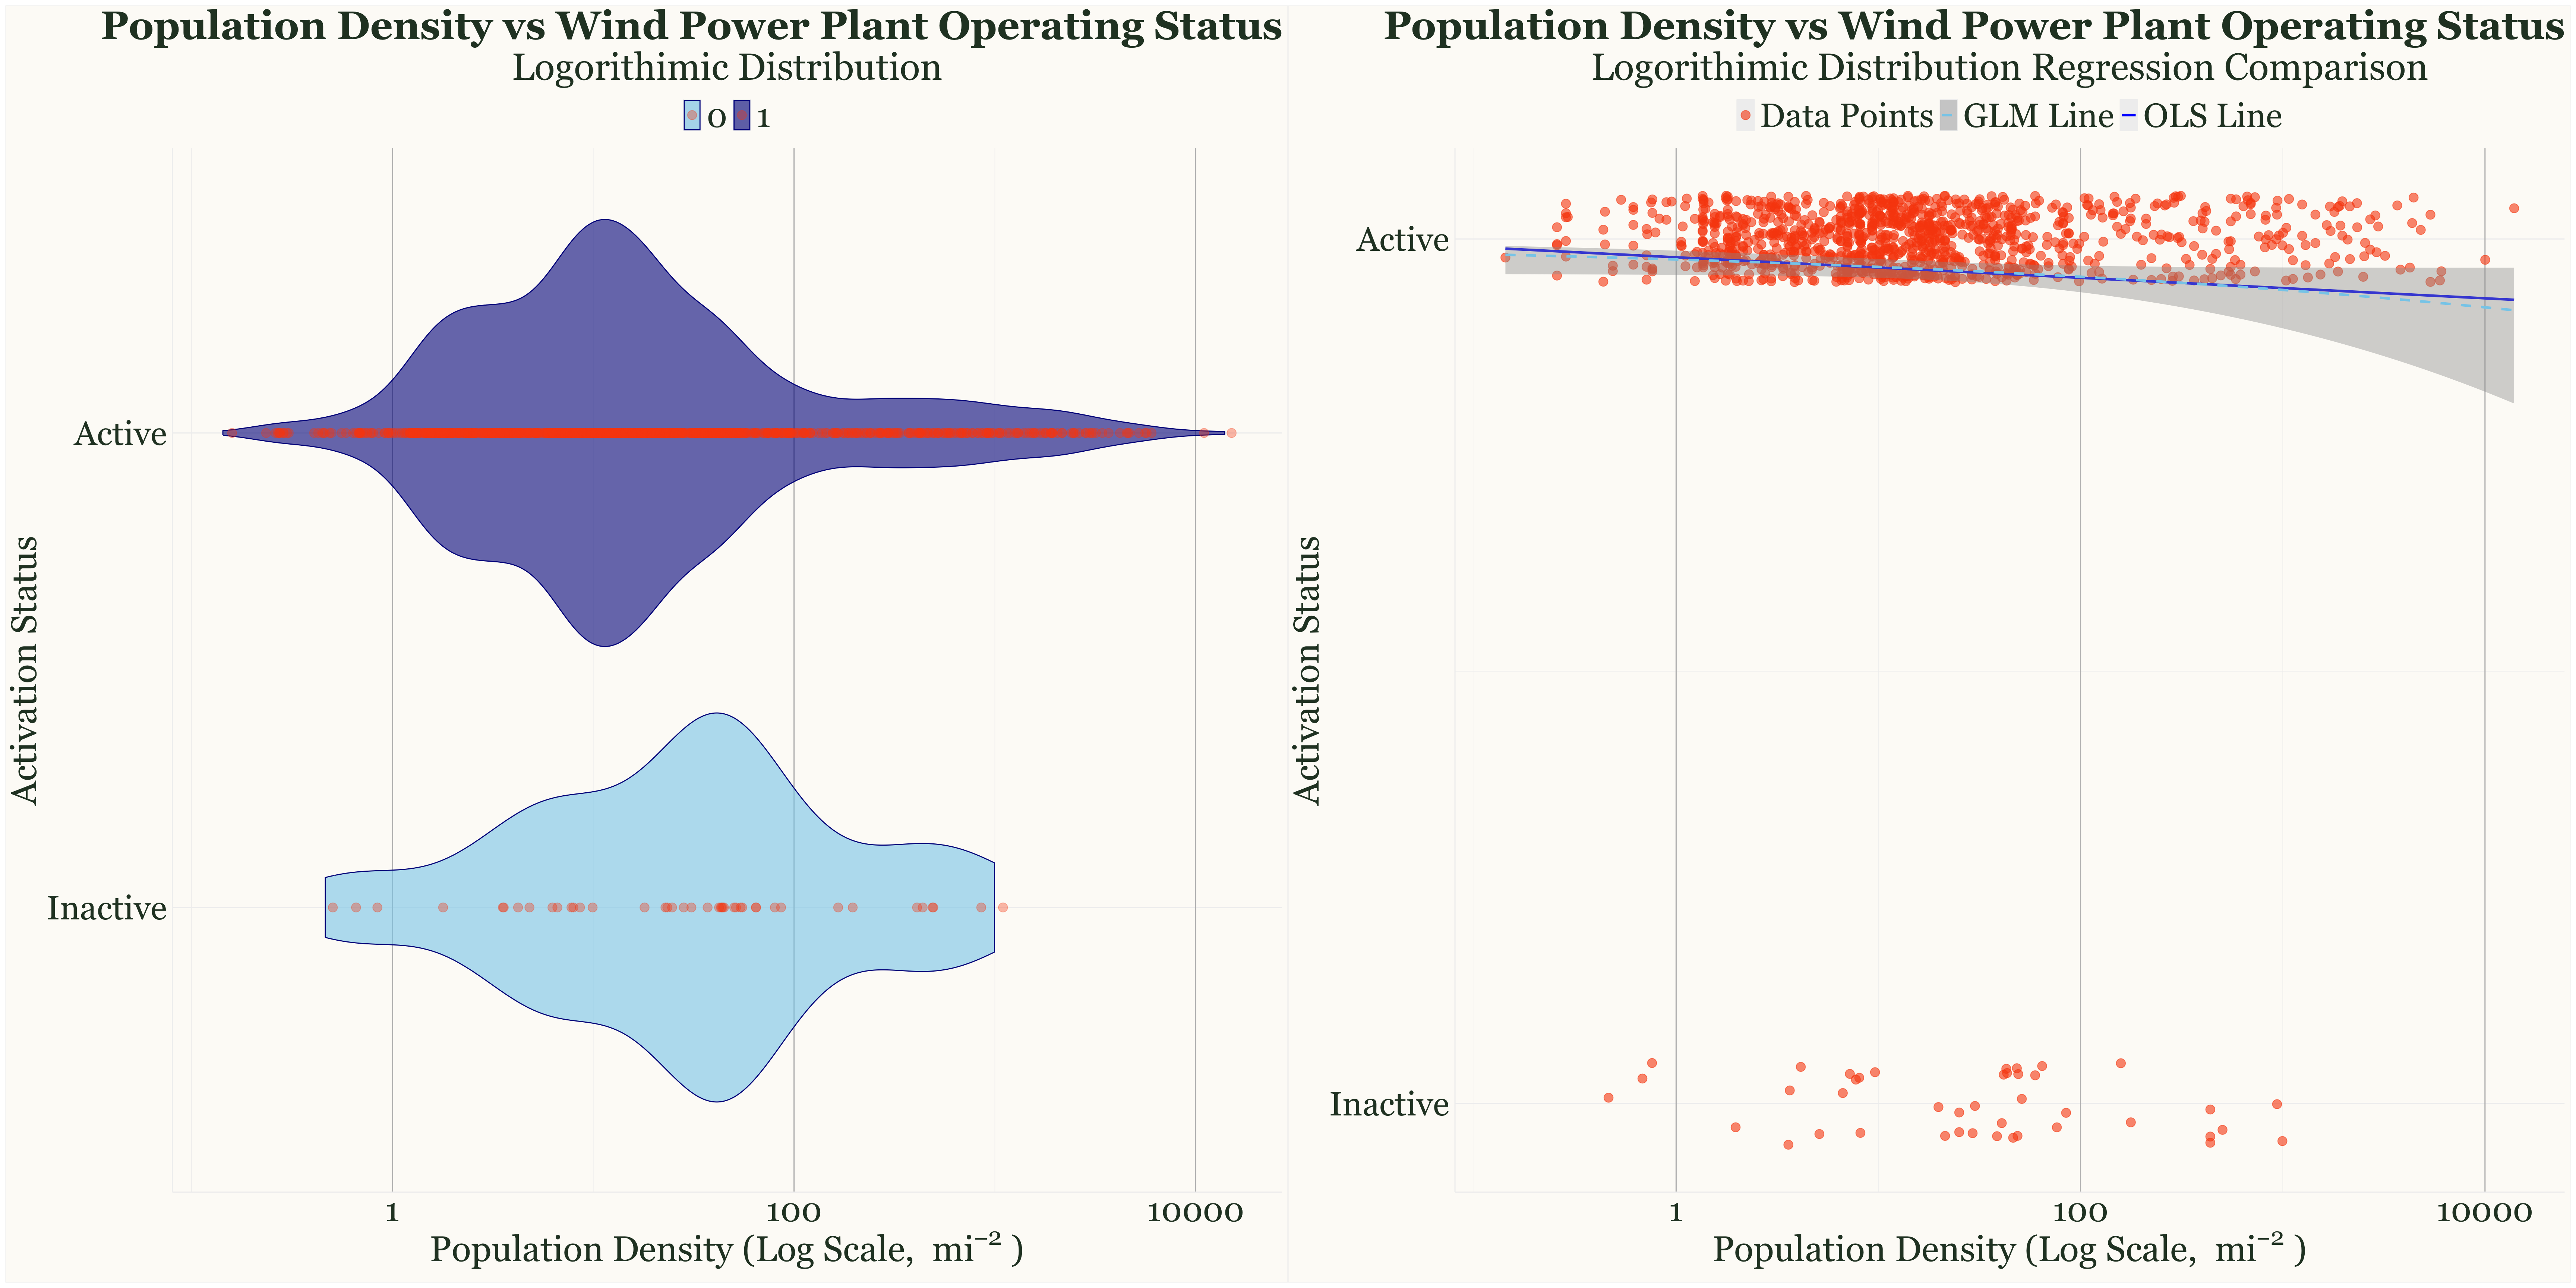 Population Density vs Wind Power Plant Operating Status
Logorithimic Distribution
0 1
Active
Inactive
Activation Status
1 100 10000
Population Density (Log Scale, mi⁻² )
Population Density vs Wind Power Plant Operating Status
Logorithimic Distribution Regression Comparison
Data Points GLM Line OLS Line
Active
Inactive
Activation Status
1 100 10000
Population Density (Log Scale, mi⁻² )